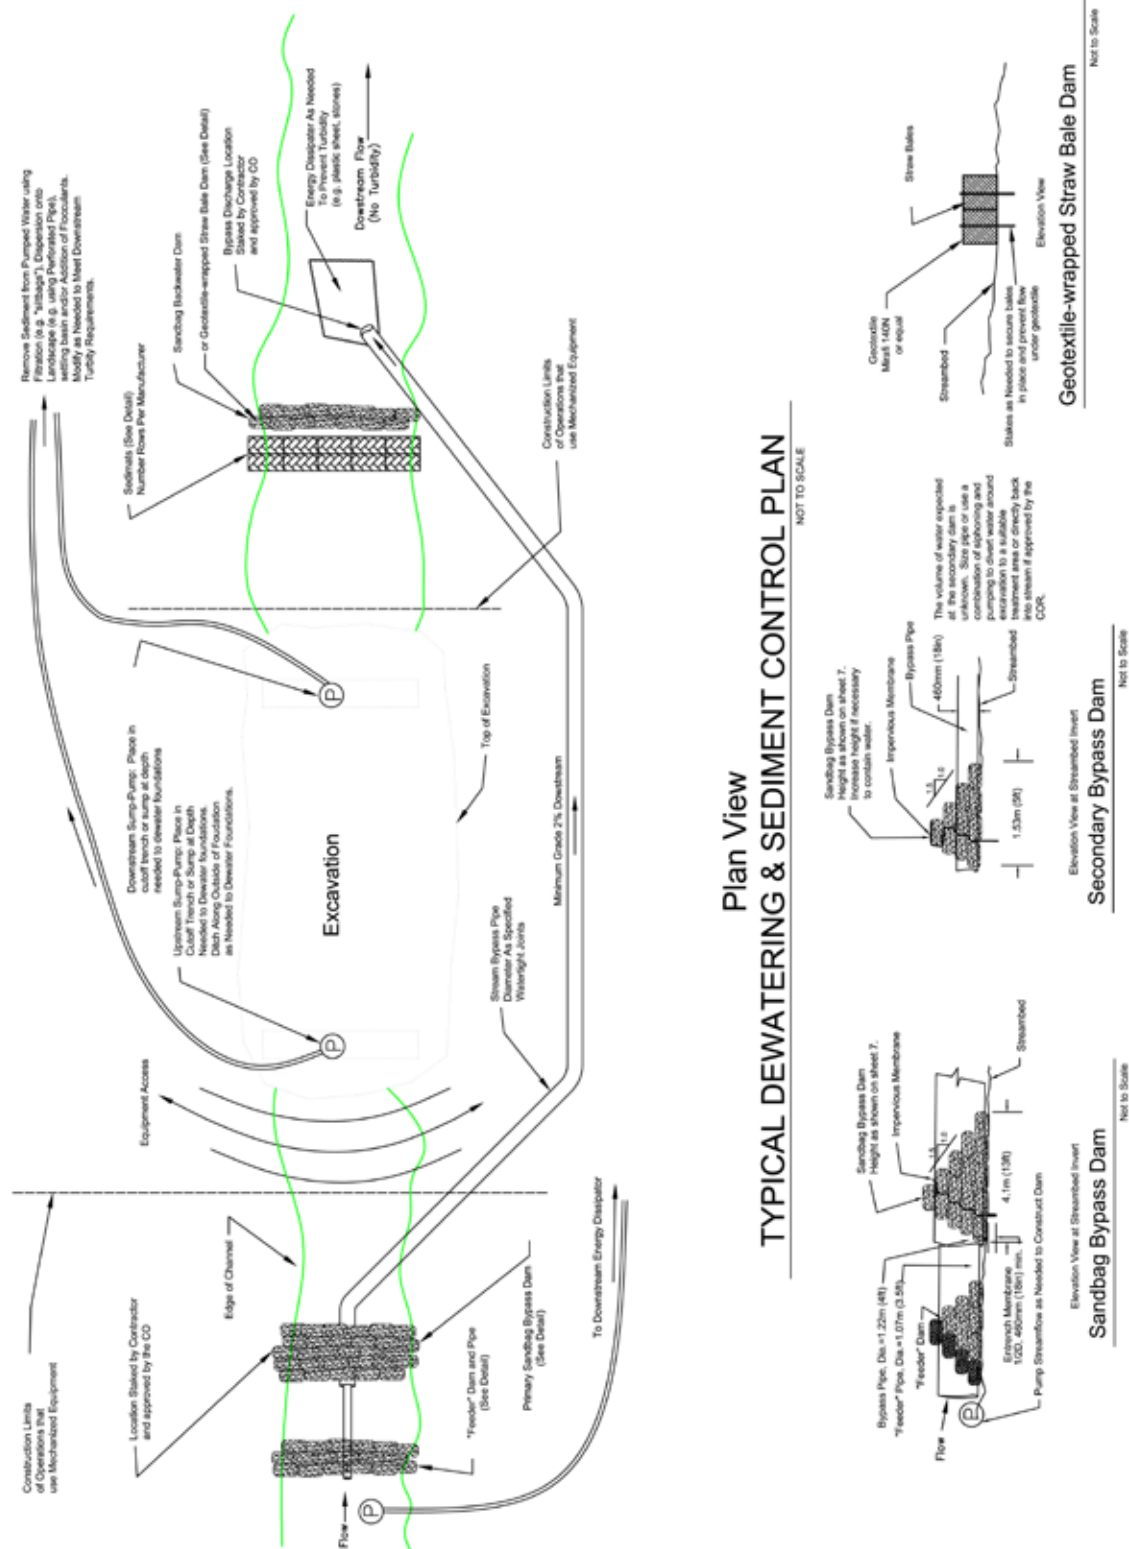 Construction Limits
of Operations that
use Mechanized Equipment
Location Staked by Contractor
and approved by the CO
Edge of Channel
Equipment Access
Flow
P
"Feeder" Dam and Pipe
(See Detail)
Primary Sandbag Bypass Dam
(See Detail)
To Downstream Energy Dissipator
Upstream Sump-Pump: Place in
Cutoff Trench or Sump at Depth
Needed to Dewater foundations.
Ditch Along Outside of Foudation
as Needed to Dewater Foundations.
P
Downstream Sump-Pump: Place in
cutoff trench or sump at depth
needed to dewater foundations
P
Excavation
Top of Excavation
Stream Bypass Pipe
Diameter As Specified
Watertight Joints
Minimum Grade 2% Downstream
Remove Sediment from Pumped Water using
Filtration (e.g. "siltbags"), Dispersion onto
Landscape (e.g. using Perforated Pipe),
settling basin and/or Addition of Flocculants.
Modify as Needed to Meet Downstream
Turbity Requirements.
Sedimats (See Detail)
Number Rows Per Manufacturer
Sandbag Backwater Dam
or Geotextile-wrapped Straw Bale Dam (See Detail)
Bypass Discharge Location
Staked by Contractor
and approved by CO
Energy Dissipater As Needed
To Prevent Turbidity
(e.g. plastic sheet, stones)
Dowstream Flow
(No Turbidity)
Construction Limits
of Operations that
use Mechanized Equipment
Plan View
TYPICAL DEWATERING & SEDIMENT CONTROL PLAN
NOT TO SCALE
Flow
P
Bypass Pipe, Dia.=1.22m (4ft)
"Feeder" Pipe, Dia.=1.07m (3.5ft)
"Feeder" Dam
Sandbag Bypass Dam
Height as shown on sheet 7.
Impervious Membrane
1.5
1.0
Streambed
4.1m (13ft)
Entrench Membrane
1/2D, 460mm (18in) min.
Pump Streamflow as Needed to Construct Dam
Elevation View at Streambed Invert
Sandbag Bypass Dam
Not to Scale
Sandbag Bypass Dam
Height as shown on sheet 7.
Increase height if necessary
to contain water.
Impervious Membrane
Bypass Pipe
460mm (18in)
1.5
1.0
Streambed
1.53m (5ft)
The volume of water expected
at the secondary dam is
unknown. Size pipe or use a
combination of siphoning and
pumping to divert water around
excavation to a suitable
treatment area or directly back
into stream if approved by the
COR.
Elevation View at Streambed Invert
Secondary Bypass Dam
Not to Scale
Geotextile
Mirafi 140N
or equal
Straw Bales
Streambed
Stakes as Needed to secure bales
in place and prevent flow
under geotextile
Elevation View
Geotextile-wrapped Straw Bale Dam
Not to Scale